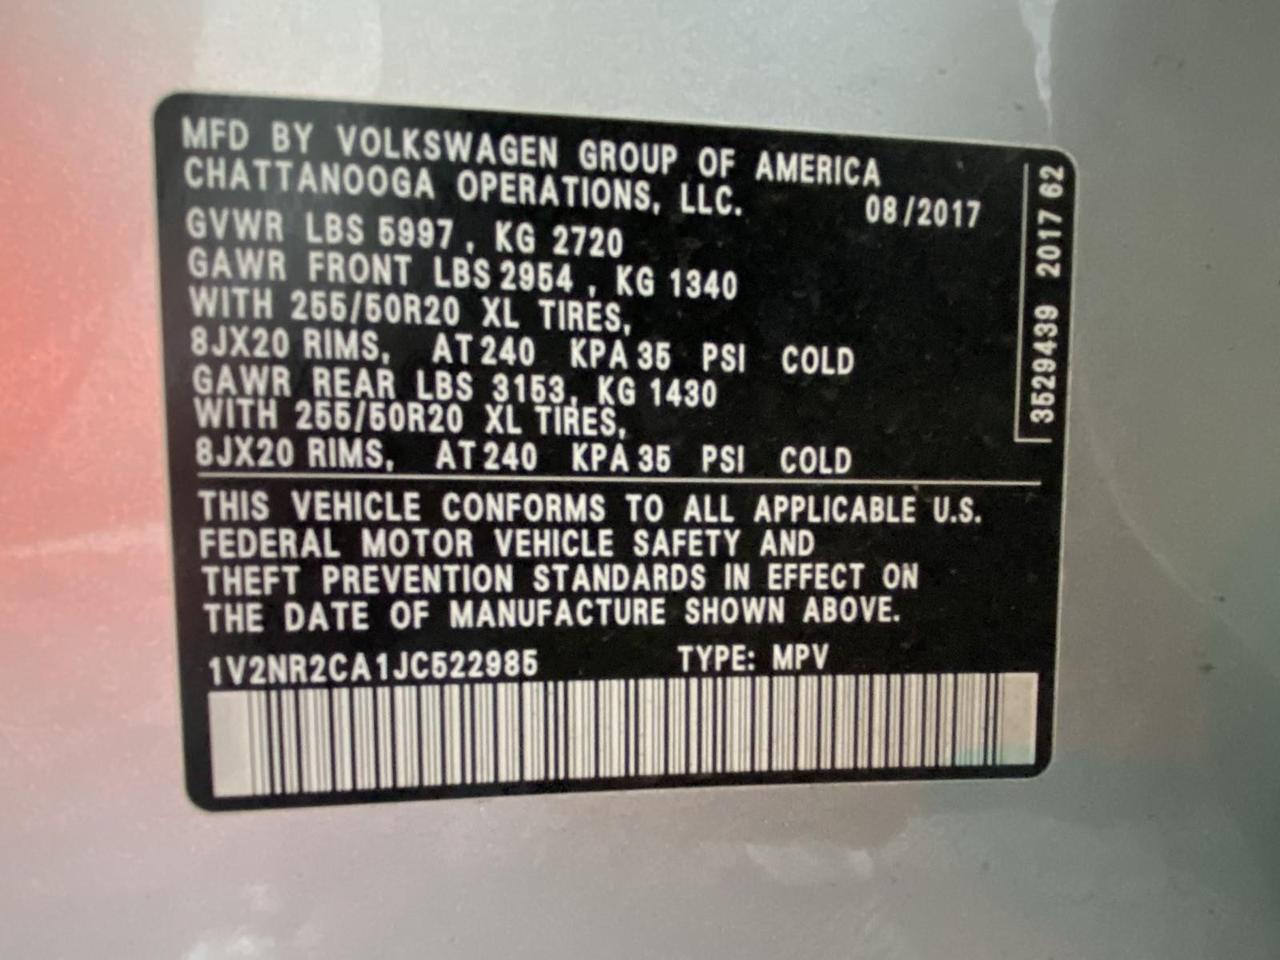 MFD BY VOLKSWAGEN GROUP OF AMERICA
CHATTANOOGA OPERATIONS, LLC. 08/2017
GVWR LBS 5997 , KG 2720
GAWR FRONT LBS 2954 , KG 1340
WITH 255/50R20 XL TIRES,
8JX20 RIMS, AT 240 KPA 35 PSI COLD
GAWR REAR LBS 3153, KG 1430
WITH 255/50R20 XL TIRES,
8JX20 RIMS, AT 240 KPA 35 PSI COLD
THIS VEHICLE CONFORMS TO ALL APPLICABLE U.S.
FEDERAL MOTOR VEHICLE SAFETY AND
THEFT PREVENTION STANDARDS IN EFFECT ON
THE DATE OF MANUFACTURE SHOWN ABOVE.
1V2NR2CA1JC522985 TYPE: MPV
3529439 2017 62